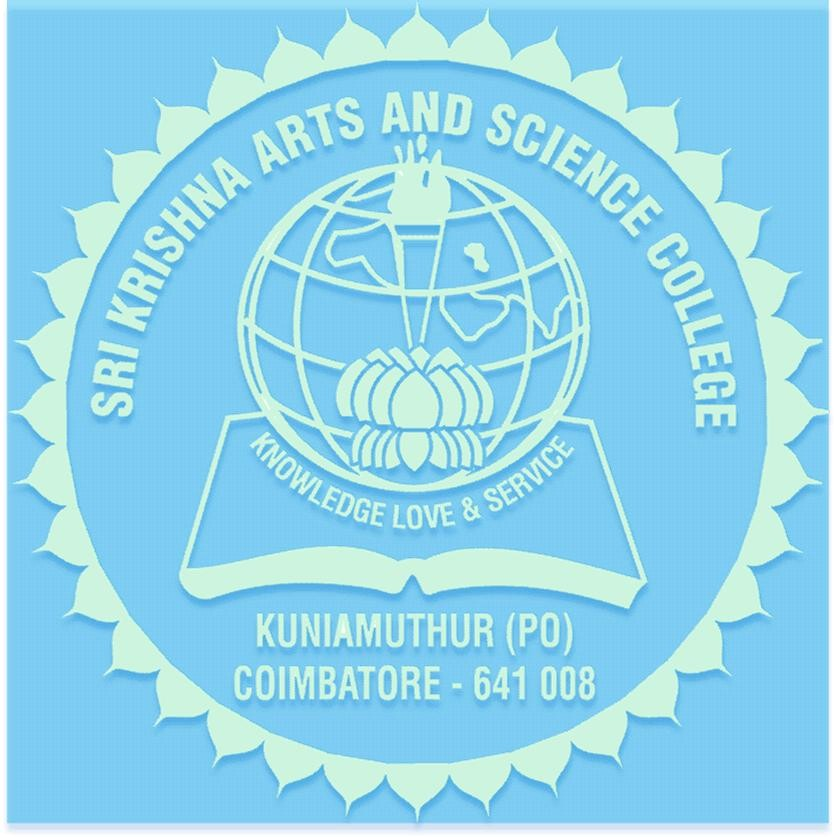 SRI KRISHNA ARTS AND SCIENCE COLLEGE
KNOWLEDGE LOVE & SERVICE
KUNIAMUTHUR (PO)
COIMBATORE - 641 008